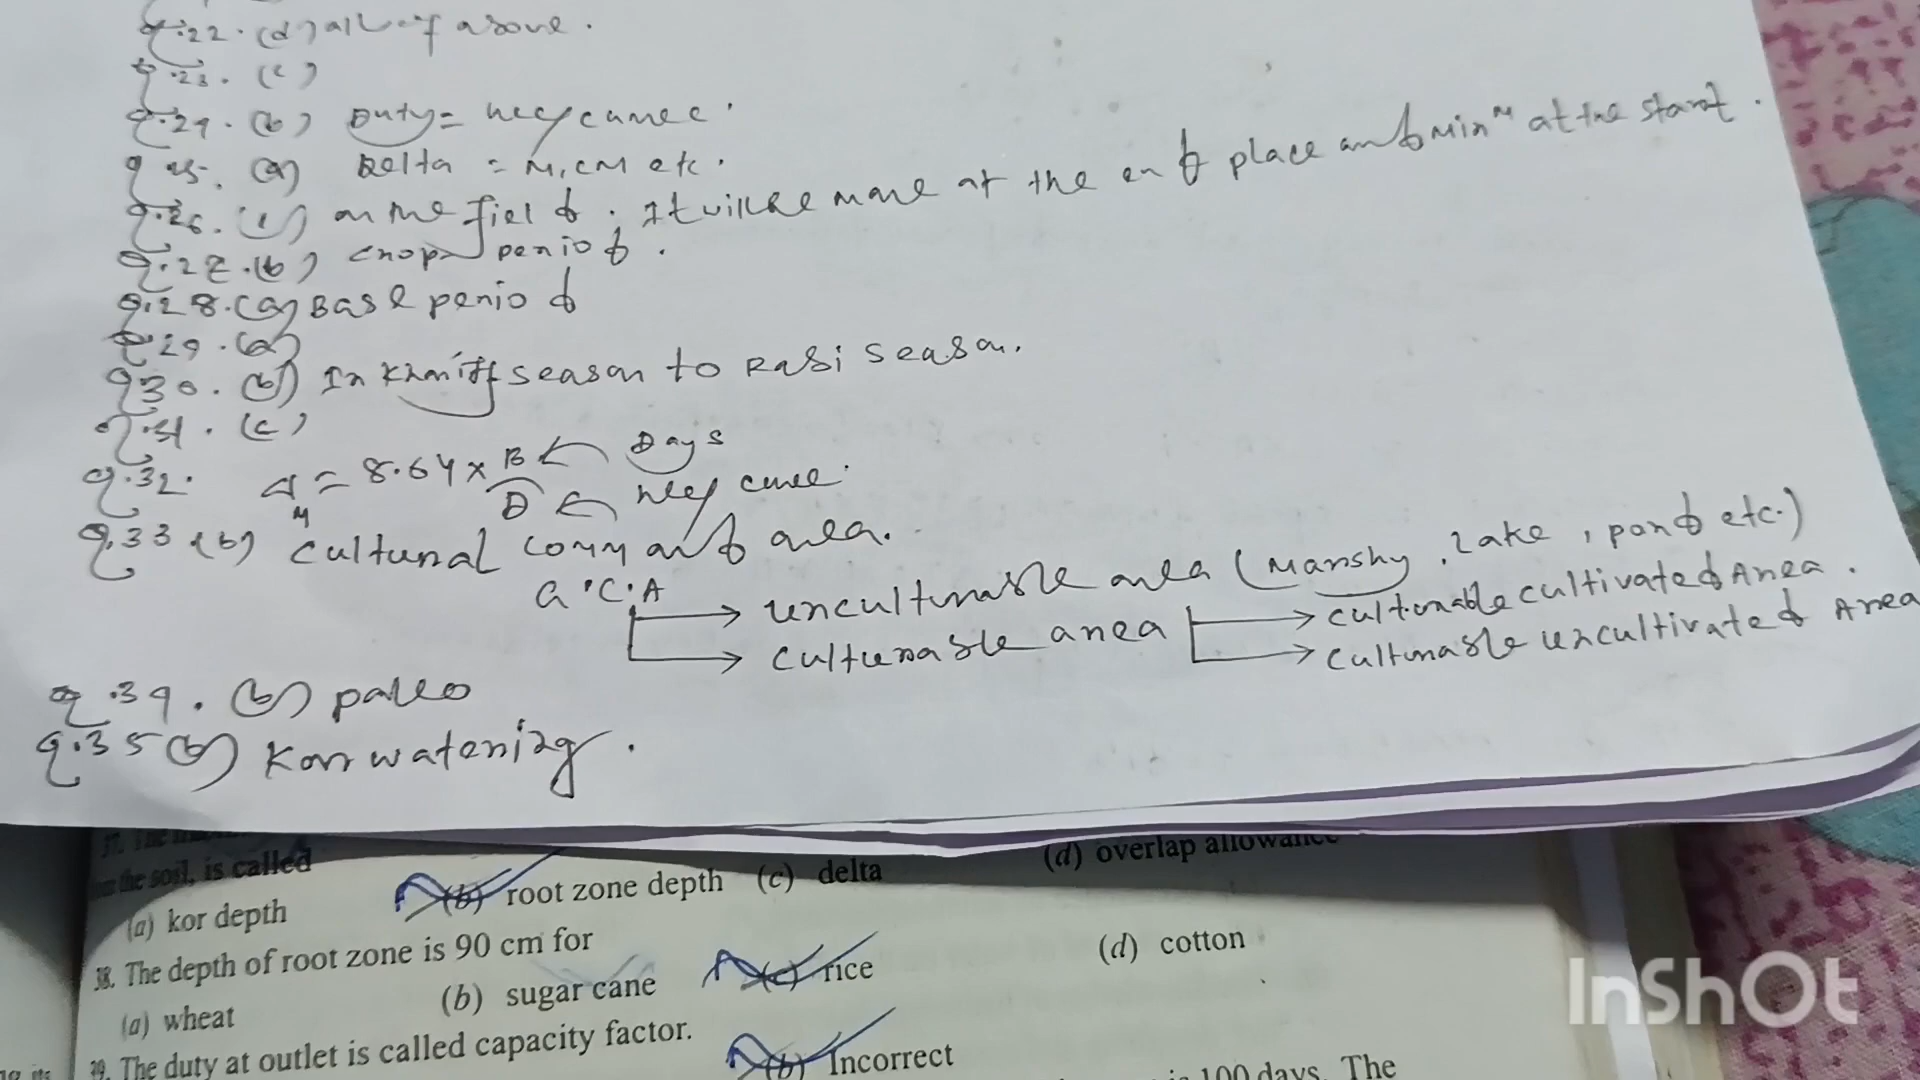 Q.22. (d) all of above.
Q.23. (c)
Q.24. (b) Duty = hec/cumec.
Q.25. (a) Delta = M, cm etc.
Q.26. on the field. It will be more at the end place and minm at the start.
Q.27. (b) crop period.
Q.28. (a) Base period
Q.29. (a)
Q.30. (b) In Khariff season to Rabi season.
Q.31. (c)
Q.32. Δ = 8.64 × B/D ← Days
M ← hec/cumec.
Q.33 (b) cultural command area.
G.C.A
→ unculturable area (Marshy, lake, pond etc.)
→ culturable area → culturable cultivated Area.
→ culturable uncultivated Area
Q.34. (b) paleo
Q.35 (b) Kor watering.
37.
the soil, is called
(a) kor depth (b) root zone depth (c) delta (d) overlap allowance
38. The depth of root zone is 90 cm for
(a) wheat (b) sugar cane (c) rice (d) cotton
39. The duty at outlet is called capacity factor.
(b) Incorrect
100 days. The
InShOt